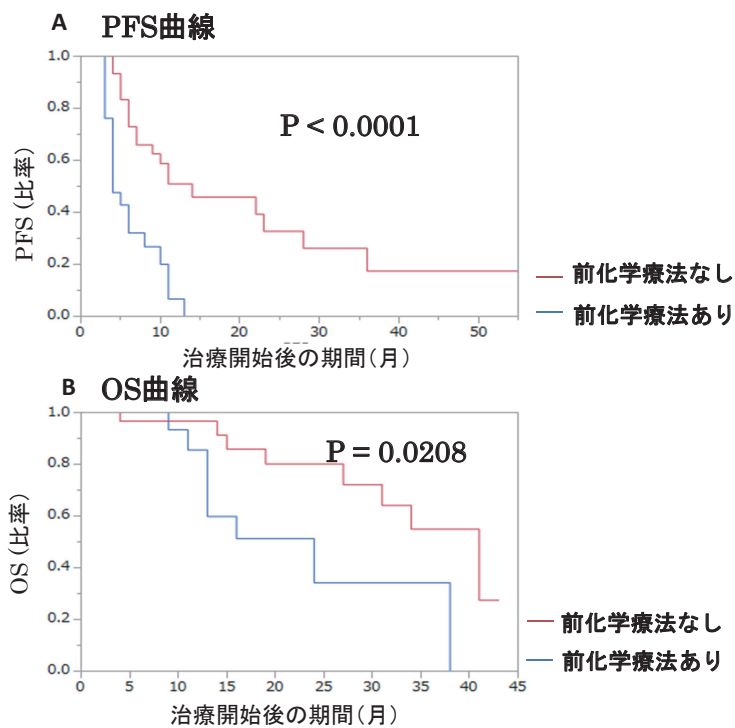 A PFS曲線
1.0
P < 0.0001
0.8
0.6
0.4
0.2
0.0
PFS (比率)
0 10 20 30 40 50
治療開始後の期間(月)
前化学療法なし
前化学療法あり
B OS曲線
1.0
P = 0.0208
0.8
0.6
0.4
0.2
0.0
OS (比率)
0 5 10 15 20 25 30 35 40 45
治療開始後の期間(月)
前化学療法なし
前化学療法あり